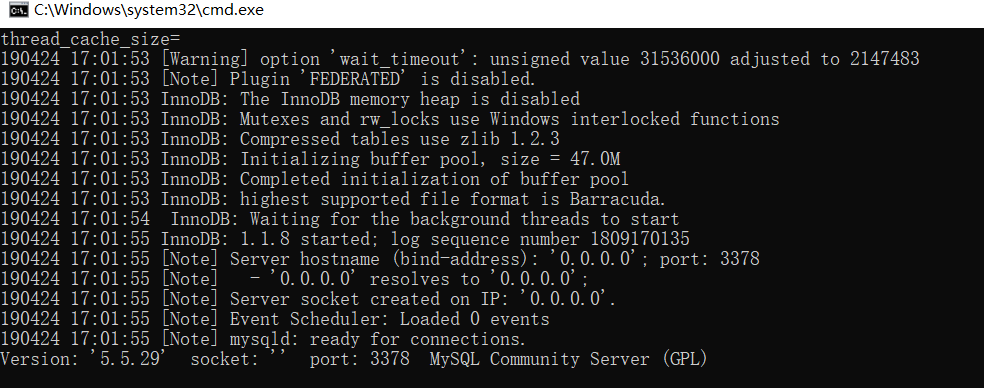 C:\Windows\system32\cmd.exe
thread_cache_size=
190424 17:01:53 [Warning] option 'wait_timeout': unsigned value 31536000 adjusted to 2147483
190424 17:01:53 [Note] Plugin 'FEDERATED' is disabled.
190424 17:01:53 InnoDB: The InnoDB memory heap is disabled
190424 17:01:53 InnoDB: Mutexes and rw_locks use Windows interlocked functions
190424 17:01:53 InnoDB: Compressed tables use zlib 1.2.3
190424 17:01:53 InnoDB: Initializing buffer pool, size = 47.0M
190424 17:01:53 InnoDB: Completed initialization of buffer pool
190424 17:01:53 InnoDB: highest supported file format is Barracuda.
190424 17:01:54  InnoDB: Waiting for the background threads to start
190424 17:01:55 InnoDB: 1.1.8 started; log sequence number 1809170135
190424 17:01:55 [Note] Server hostname (bind-address): '0.0.0.0'; port: 3378
190424 17:01:55 [Note]   - '0.0.0.0' resolves to '0.0.0.0';
190424 17:01:55 [Note] Server socket created on IP: '0.0.0.0'.
190424 17:01:55 [Note] Event Scheduler: Loaded 0 events
190424 17:01:55 [Note] mysqld: ready for connections.
Version: '5.5.29'  socket: ''  port: 3378  MySQL Community Server (GPL)